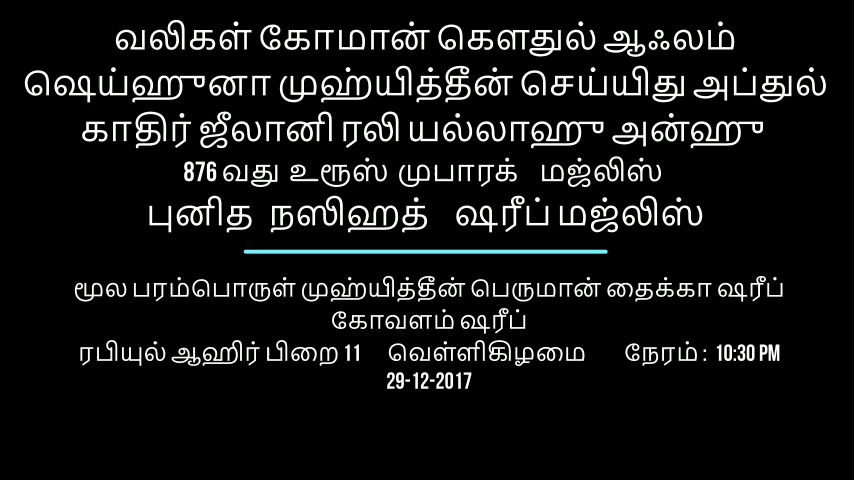 வலிகள் கோமான் கௌதுல் ஆஃலம்
ஷெய்ஹுனா முஹ்யித்தீன் செய்யிது அப்துல்
காதிர் ஜீலானி ரலி யல்லாஹு அன்ஹு
876 வது உரூஸ் முபாரக் மஜ்லிஸ்
புனித நஸிஹத் ஷரீப் மஜ்லிஸ்
மூல பரம்பொருள் முஹ்யித்தீன் பெருமான் தைக்கா ஷரீப்
கோவளம் ஷரீப்
ரபியுல் ஆஹிர் பிறை 11 வெள்ளிகிழமை நேரம் : 10:30 PM
29-12-2017